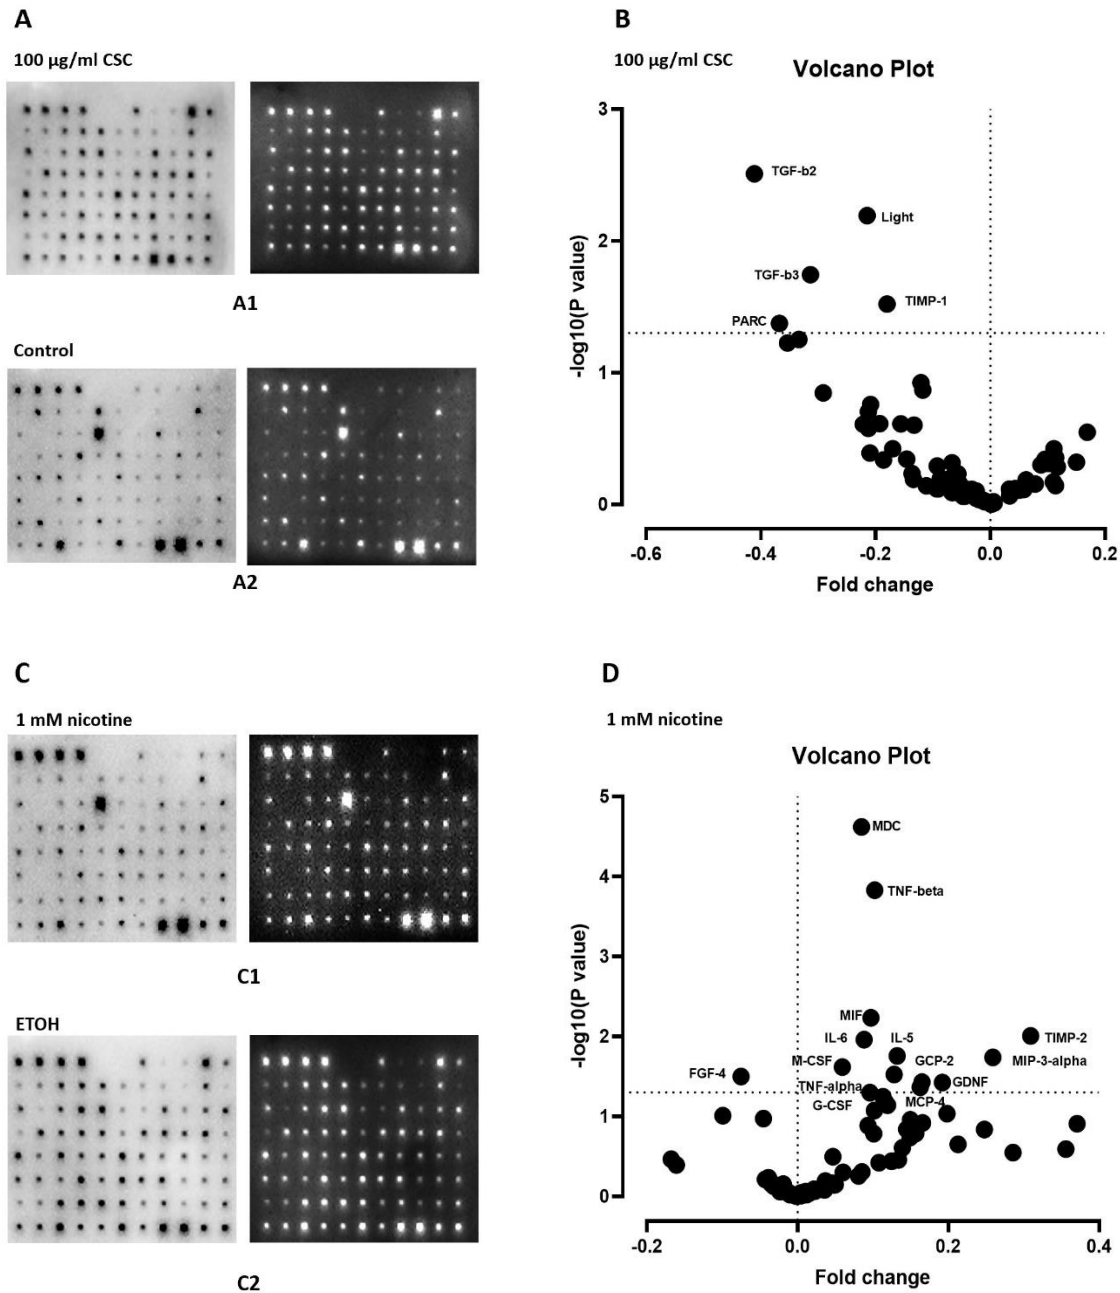 A
100 µg/ml CSC
A1
Control
A2
B
100 µg/ml CSC
Volcano Plot
3
2
1
0
-log10(P value)
TGF-b2
Light
TGF-b3
TIMP-1
PARC
-0.6
-0.4
-0.2
0.0
0.2
Fold change
C
1 mM nicotine
C1
ETOH
C2
D
1 mM nicotine
Volcano Plot
5
4
3
2
1
0
-log10(P value)
MDC
TNF-beta
MIF
IL-6
IL-5
TIMP-2
M-CSF
GCP-2
MIP-3-alpha
FGF-4
TNF-alpha
GDNF
G-CSF
MCP-4
-0.2
0.0
0.2
0.4
Fold change